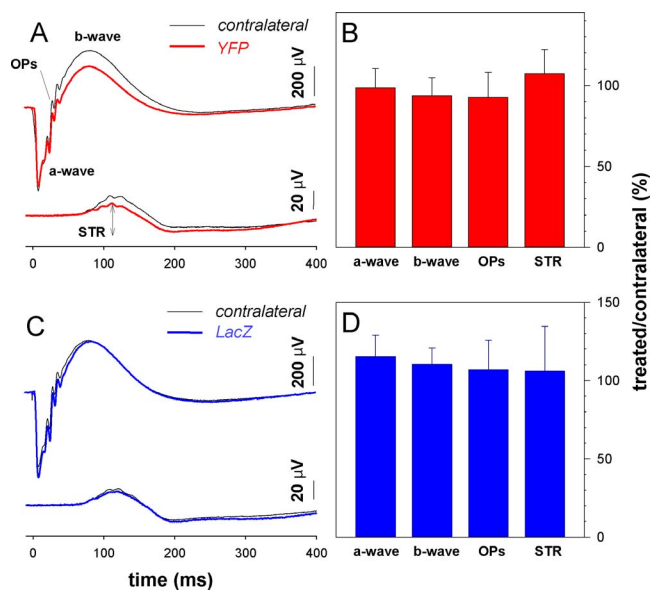 A
contralateral
YFP
b-wave
OPs
200 µV
a-wave
20 µV
STR
0 100 200 300 400
B
100
50
0
a-wave b-wave OPs STR
treated/contralateral (%)
C
contralateral
LacZ
200 µV
20 µV
0 100 200 300 400
time (ms)
D
150
100
50
0
a-wave b-wave OPs STR